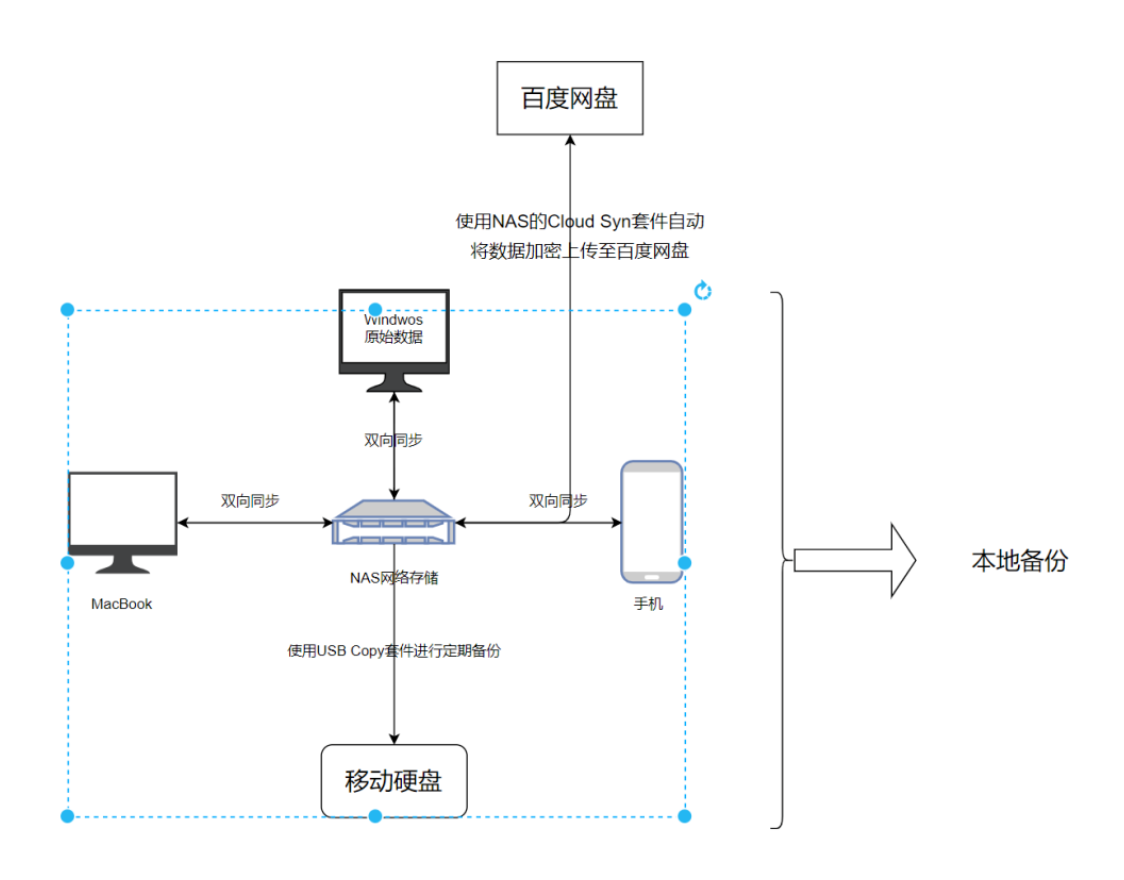 百度网盘
使用NAS的Cloud Syn套件自动
将数据加密上传至百度网盘
Windwos
原始数据
双向同步
双向同步
双向同步
NAS网络存储
MacBook
手机
本地备份
使用USB Copy套件进行定期备份
移动硬盘